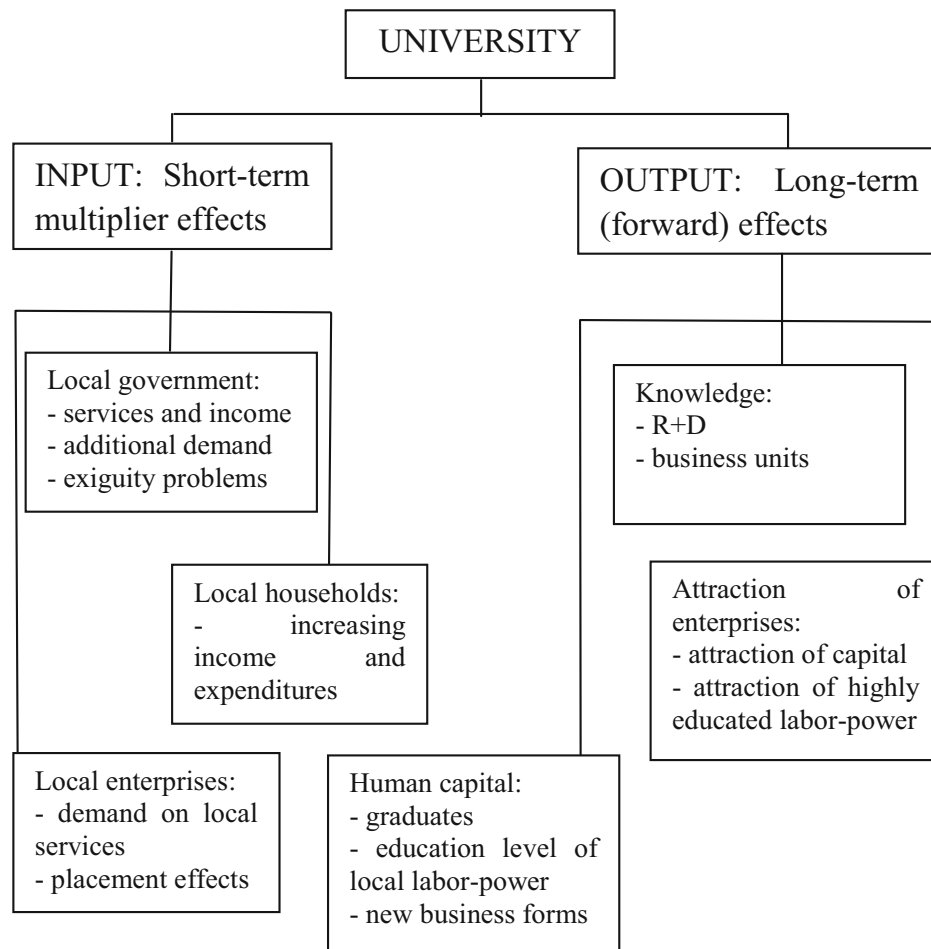 UNIVERSITY
INPUT: Short-term
multiplier effects
OUTPUT: Long-term
(forward) effects
Local government:
- services and income
- additional demand
- exiguity problems
Knowledge:
- R+D
- business units
Local households:
- increasing
income and
expenditures
Attraction of
enterprises:
- attraction of capital
- attraction of highly
educated labor-power
Local enterprises:
- demand on local
services
- placement effects
Human capital:
- graduates
- education level of
local labor-power
- new business forms